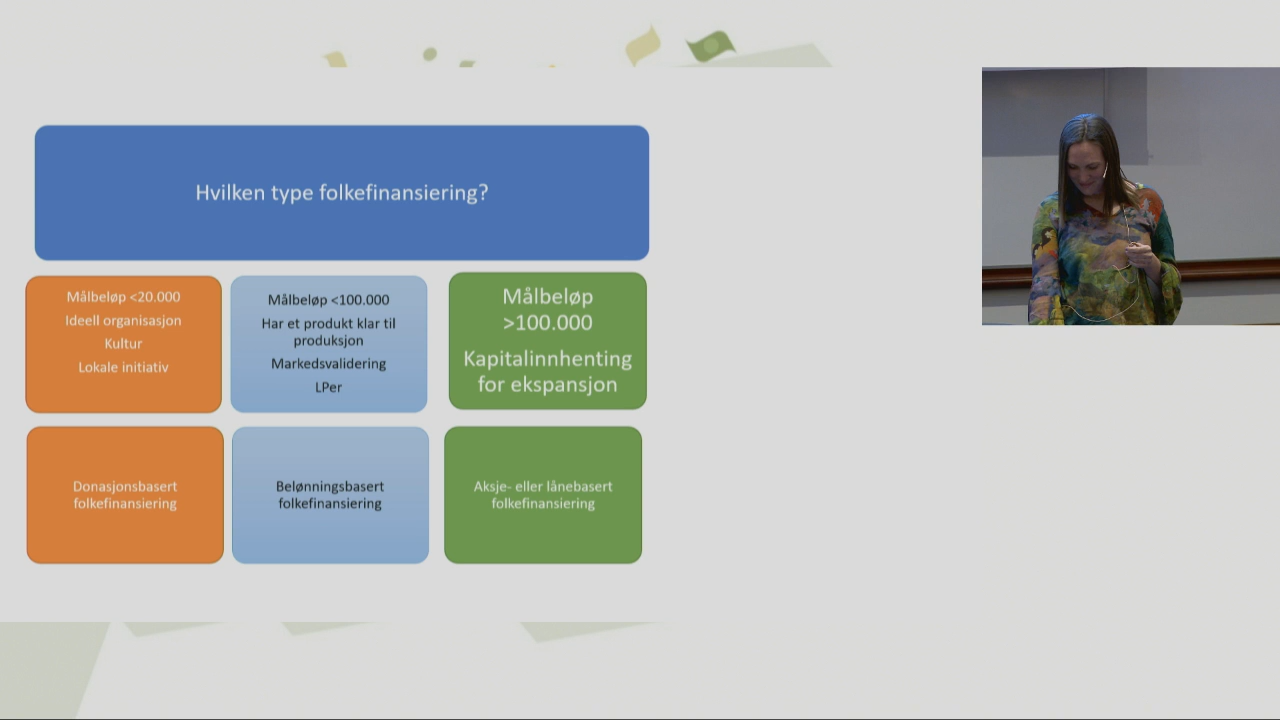 Hvilken type folkefinansiering?
Målbeløp <20.000
Ideell organisasjon
Kultur
Lokale initiativ
Målbeløp <100.000
Har et produkt klar til
produksjon
Markedsvalidering
LPer
Målbeløp
>100.000
Kapitalinnhenting
for ekspansjon
Donasjonsbasert
folkefinansiering
Belønningsbasert
folkefinansiering
Aksje- eller lånebasert
folkefinansiering